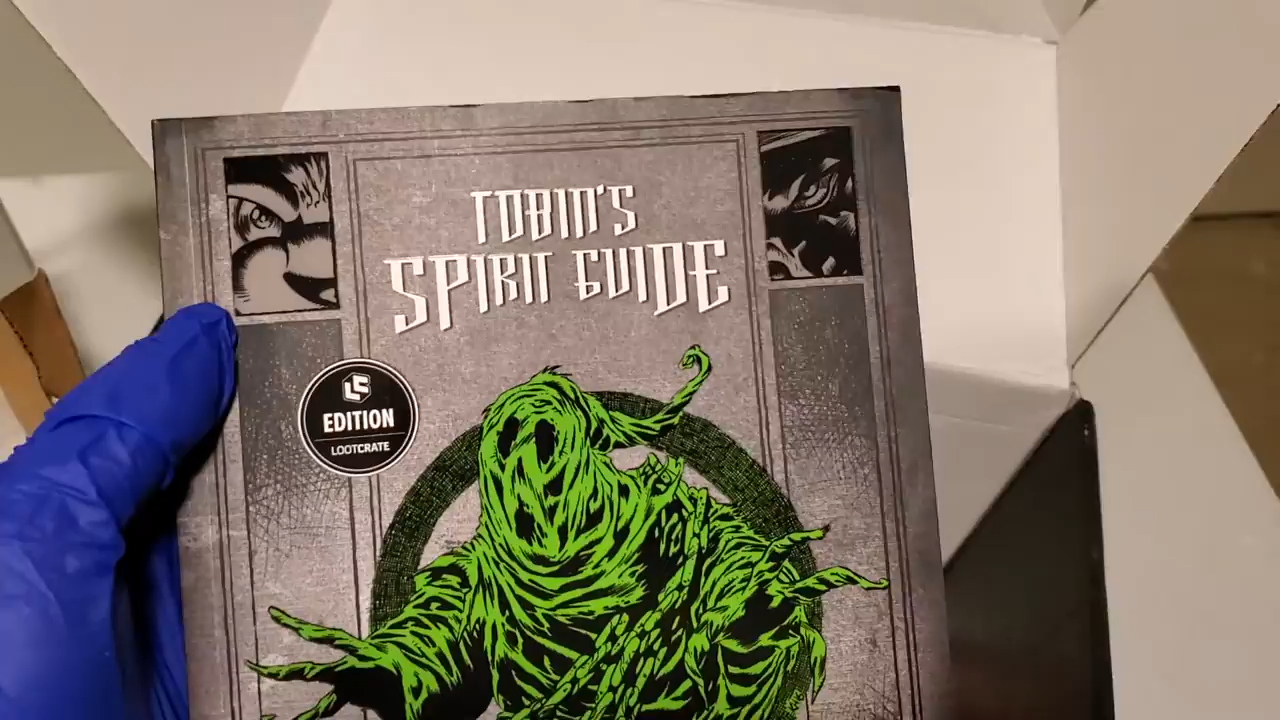 TOBIN'S
SPIRIT GUIDE
LC
EDITION
LOOTCRATE